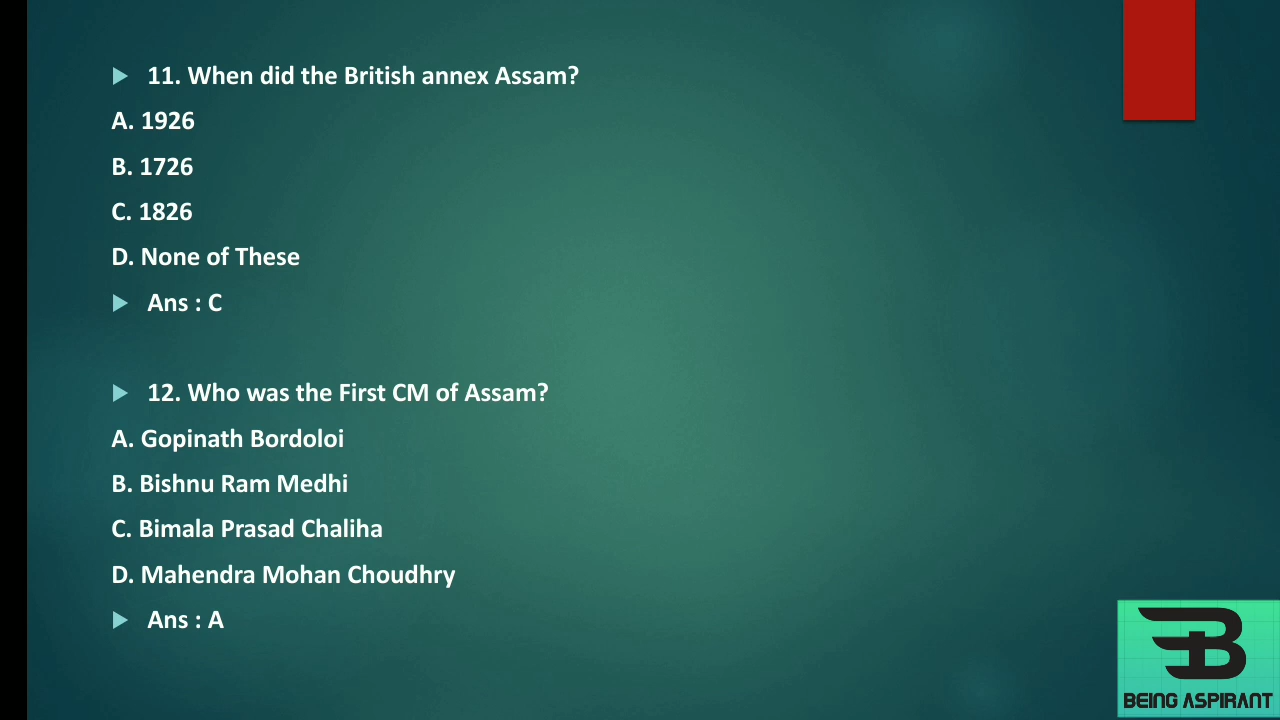 11. When did the British annex Assam?
A. 1926
B. 1726
C. 1826
D. None of These
Ans : C
12. Who was the First CM of Assam?
A. Gopinath Bordoloi
B. Bishnu Ram Medhi
C. Bimala Prasad Chaliha
D. Mahendra Mohan Choudhry
Ans : A
BEING ASPIRANT